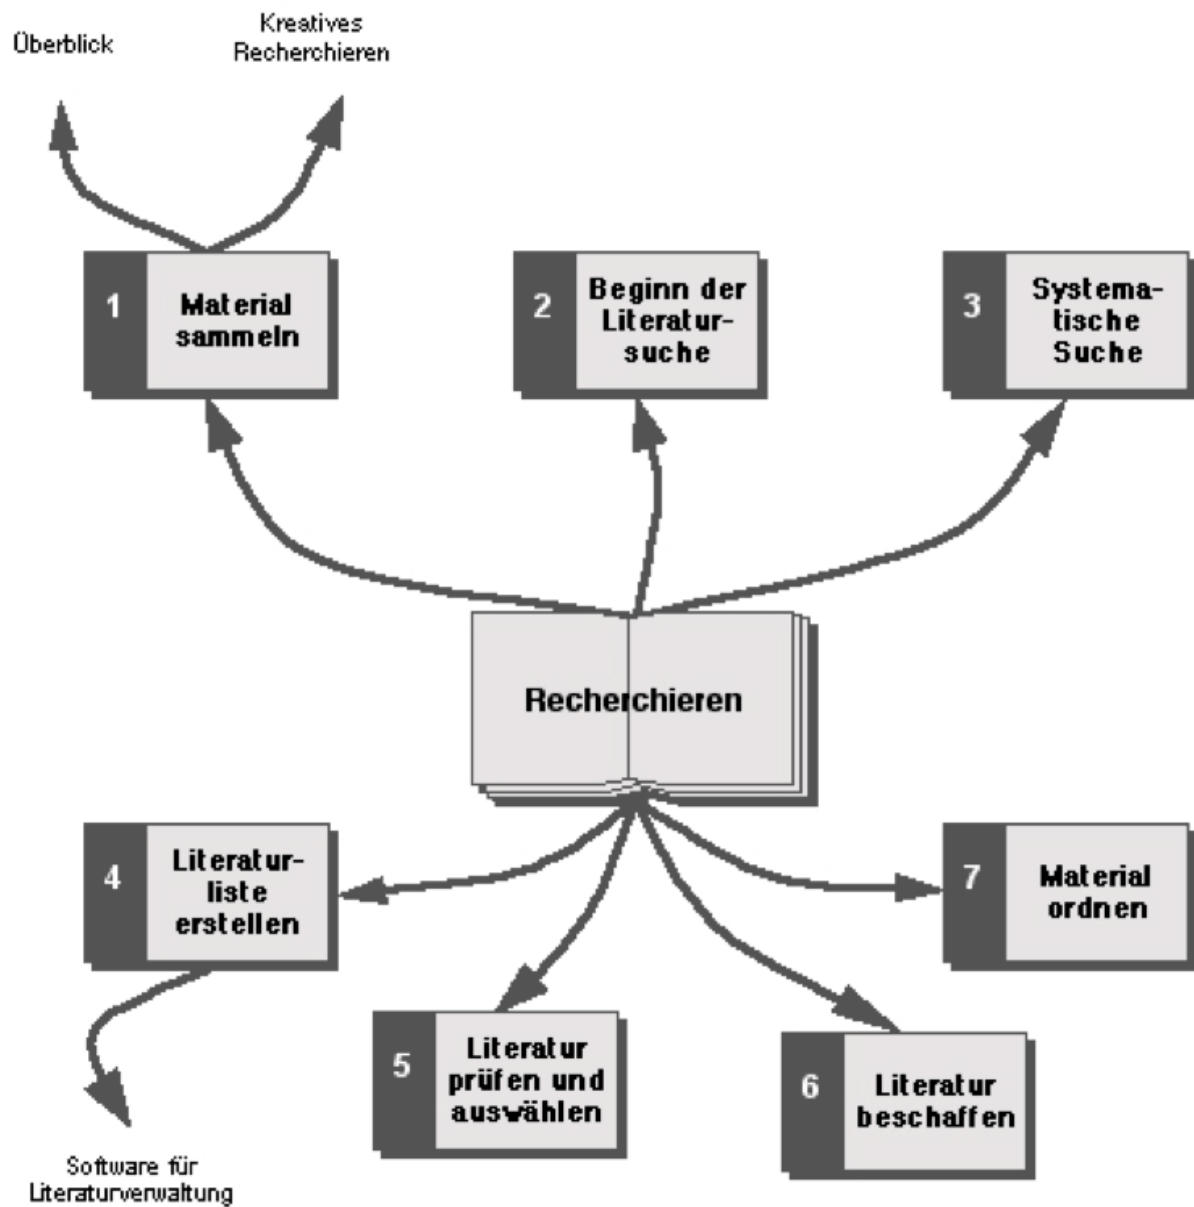 Überblick
Kreatives
Recherchieren
1
Material
sammeln
2
Beginn der
Literatur-
suche
3
Systema-
tische
Suche
Recherchieren
4
Literatur-
liste
erstellen
7
Material
ordnen
5
Literatur
prüfen und
auswählen
6
Literatur
beschaffen
Software für
Literaturverwaltung